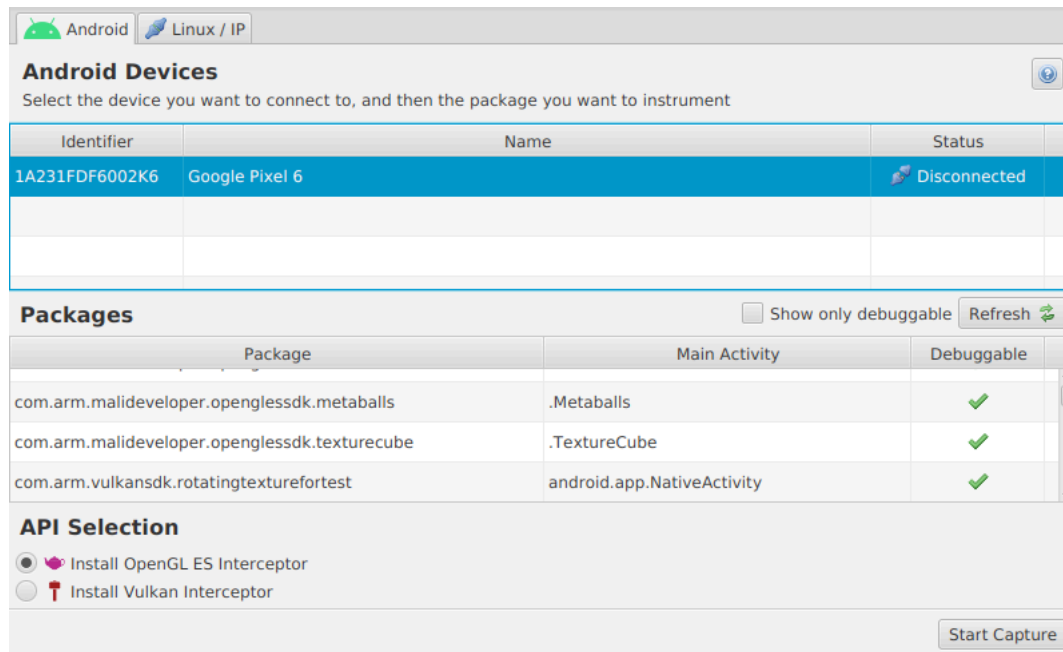 Android Linux / IP
Android Devices
Select the device you want to connect to, and then the package you want to instrument
Identifier Name Status
1A231FDF6002K6 Google Pixel 6 Disconnected
Packages Show only debuggable Refresh
Package Main Activity Debuggable
com.arm.malideveloper.openglessdk.metaballs .Metaballs
com.arm.malideveloper.openglessdk.texturecube .TextureCube
com.arm.vulkansdk.rotatingtexturefortest android.app.NativeActivity
API Selection
Install OpenGL ES Interceptor
Install Vulkan Interceptor
Start Capture